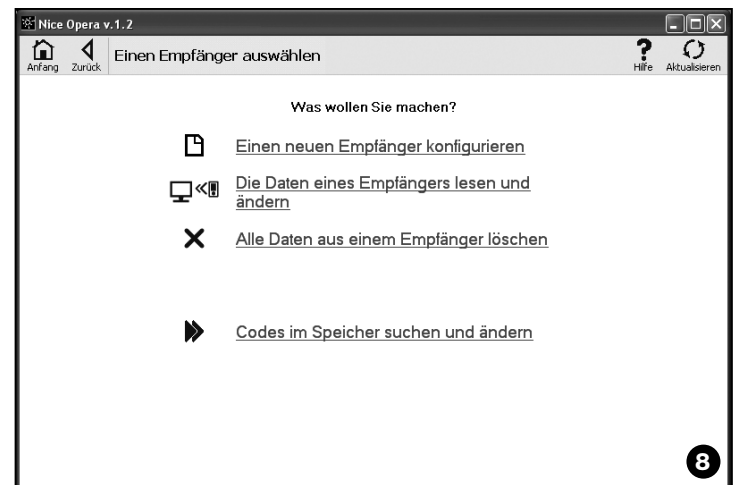 Nice Opera v.1.2
Anfang Zurück Einen Empfänger auswählen Hilfe Aktualisieren
Was wollen Sie machen?
Einen neuen Empfänger konfigurieren
Die Daten eines Empfängers lesen und
ändern
Alle Daten aus einem Empfänger löschen
Codes im Speicher suchen und ändern
8